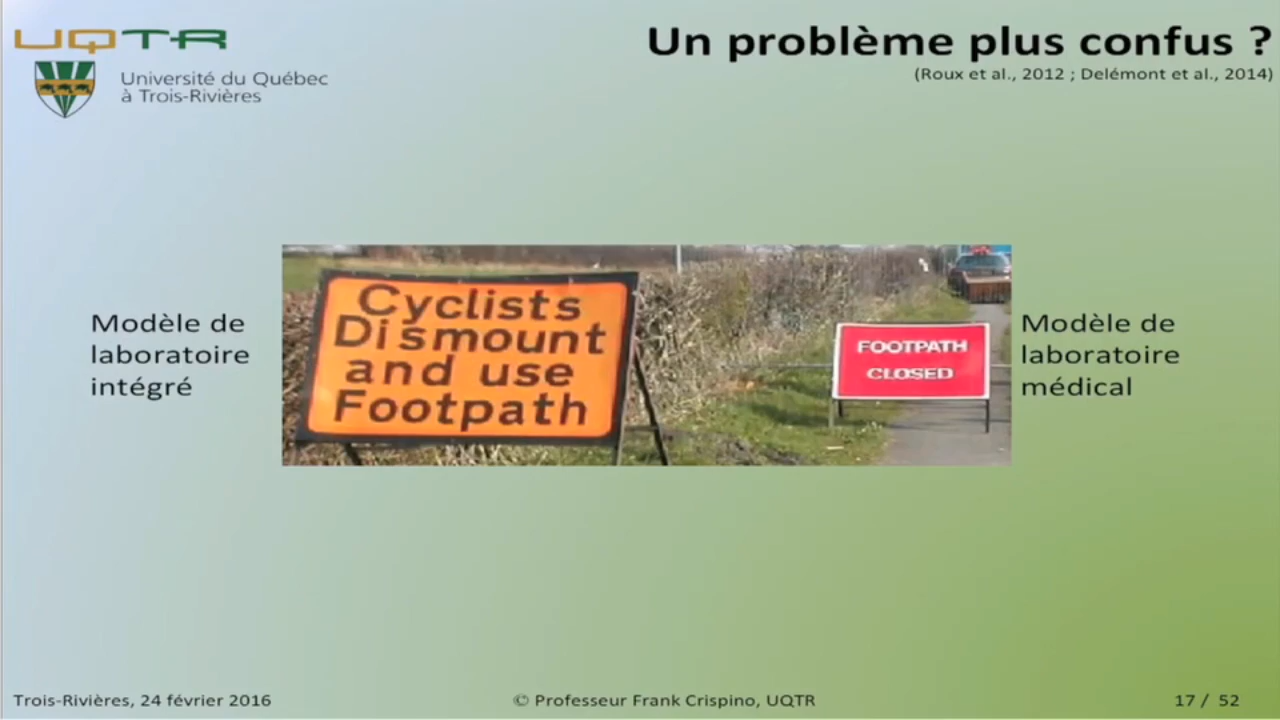 UQTR
Université du Québec
à Trois-Rivières
Un problème plus confus ?
(Roux et al., 2012 ; Delémont et al., 2014)
Modèle de
laboratoire
intégré
Cyclists
Dismount
and use
Footpath
FOOTPATH
CLOSED
Modèle de
laboratoire
médical
Trois-Rivières, 24 février 2016
© Professeur Frank Crispino, UQTR
17 / 52